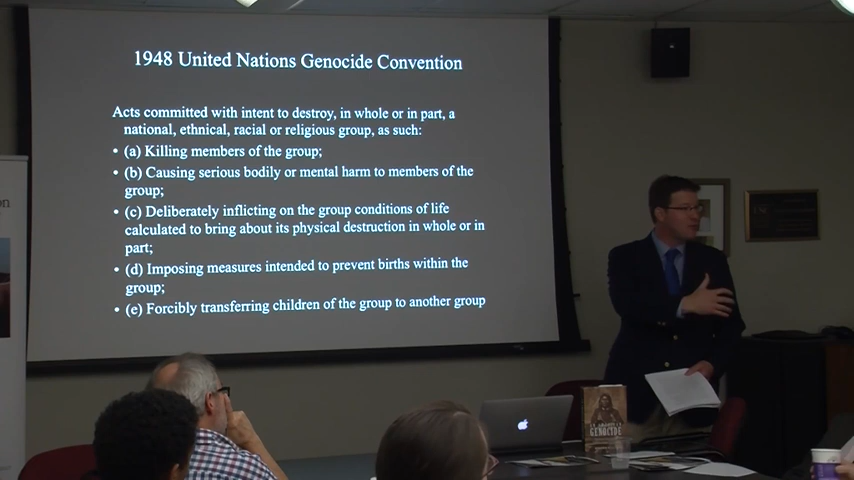 1948 United Nations Genocide Convention
Acts committed with intent to destroy, in whole or in part, a
national, ethnical, racial or religious group, as such:
• (a) Killing members of the group;
• (b) Causing serious bodily or mental harm to members of the
group;
• (c) Deliberately inflicting on the group conditions of life
calculated to bring about its physical destruction in whole or in
part;
• (d) Imposing measures intended to prevent births within the
group;
• (e) Forcibly transferring children of the group to another group
on
GENOCIDE